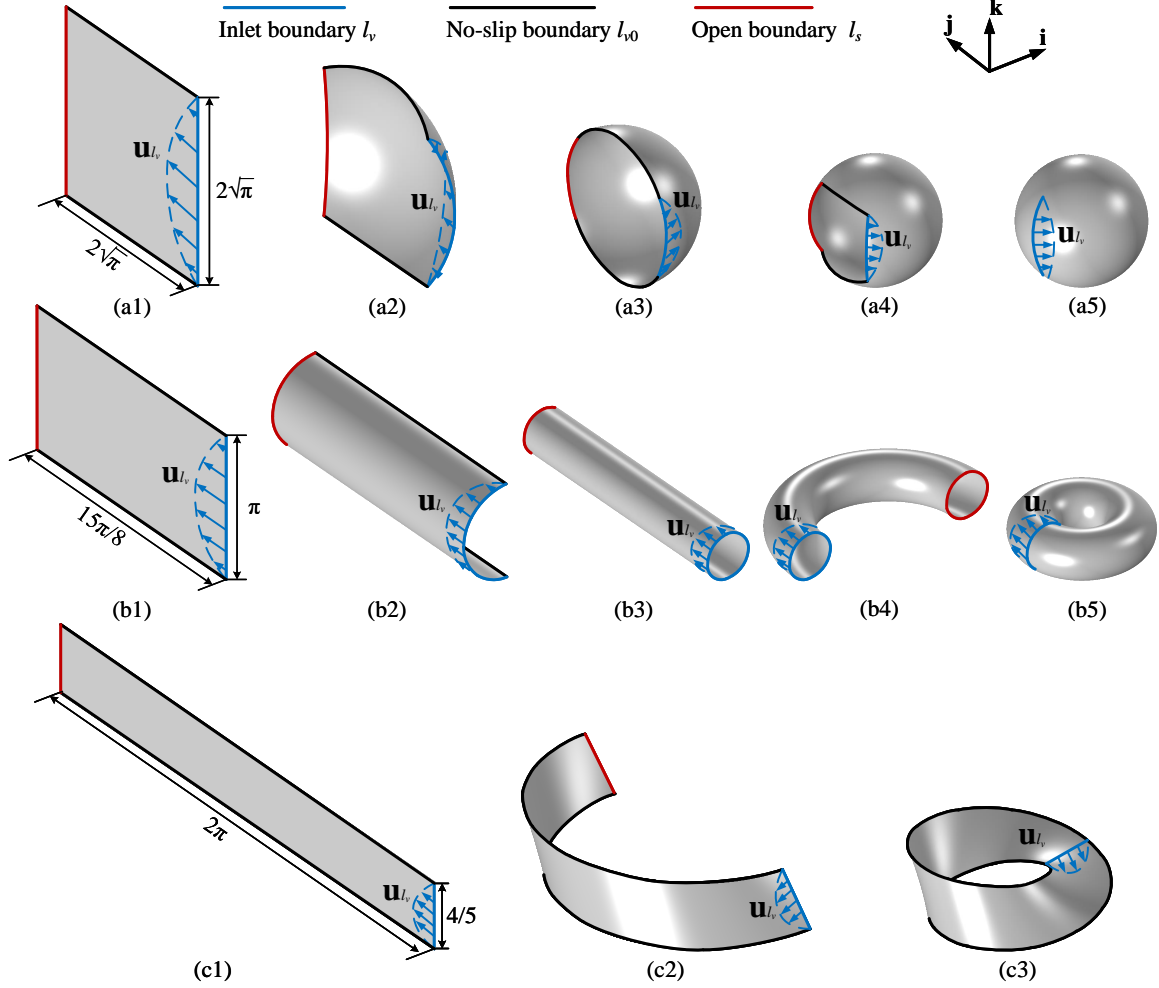 Inlet boundary l_v No-slip boundary l_v0 Open boundary l_s
k
j i
u_lv 2√π
2√π
u_lv
u_lv
u_lv
u_lv
(a1) (a2) (a3) (a4) (a5)
u_lv π
15π/8
u_lv
u_lv
u_lv
u_lv
(b1) (b2) (b3) (b4) (b5)
2π
u_lv 4/5
u_lv
u_lv
(c1) (c2) (c3)